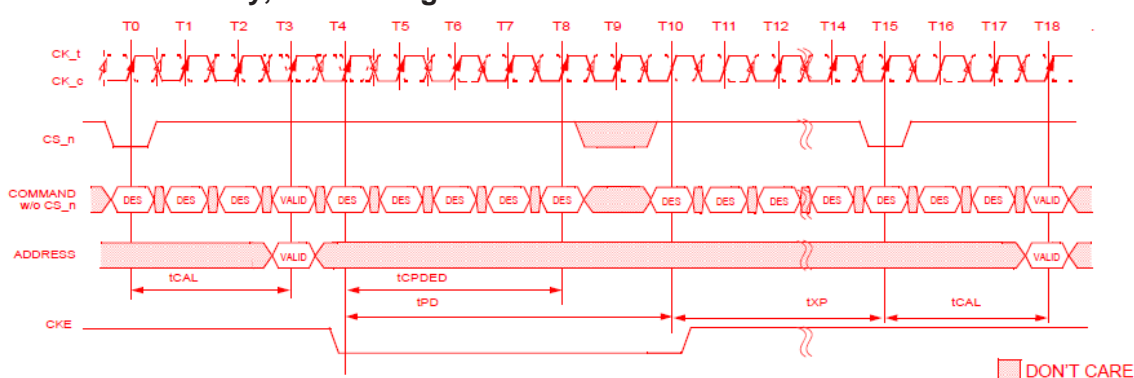 T0 T1 T2 T3 T4 T5 T6 T7 T8 T9 T10 T11 T12 T14 T15 T16 T17 T18
CK_t
CK_c
CS_n
COMMAND
w/o CS_n
DES DES DES VALID DES DES DES DES DES DES DES DES DES DES DES DES VALID
ADDRESS
VALID VALID
tCAL tCPDED
tPD tXP tCAL
CKE
DON'T CARE